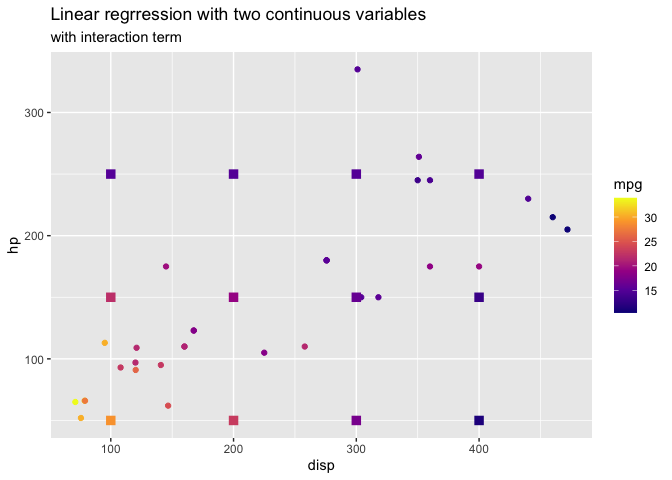 Linear regrression with two continuous variables
with interaction term
300
200
100
hp
100
200
300
400
disp
mpg
30
25
20
15